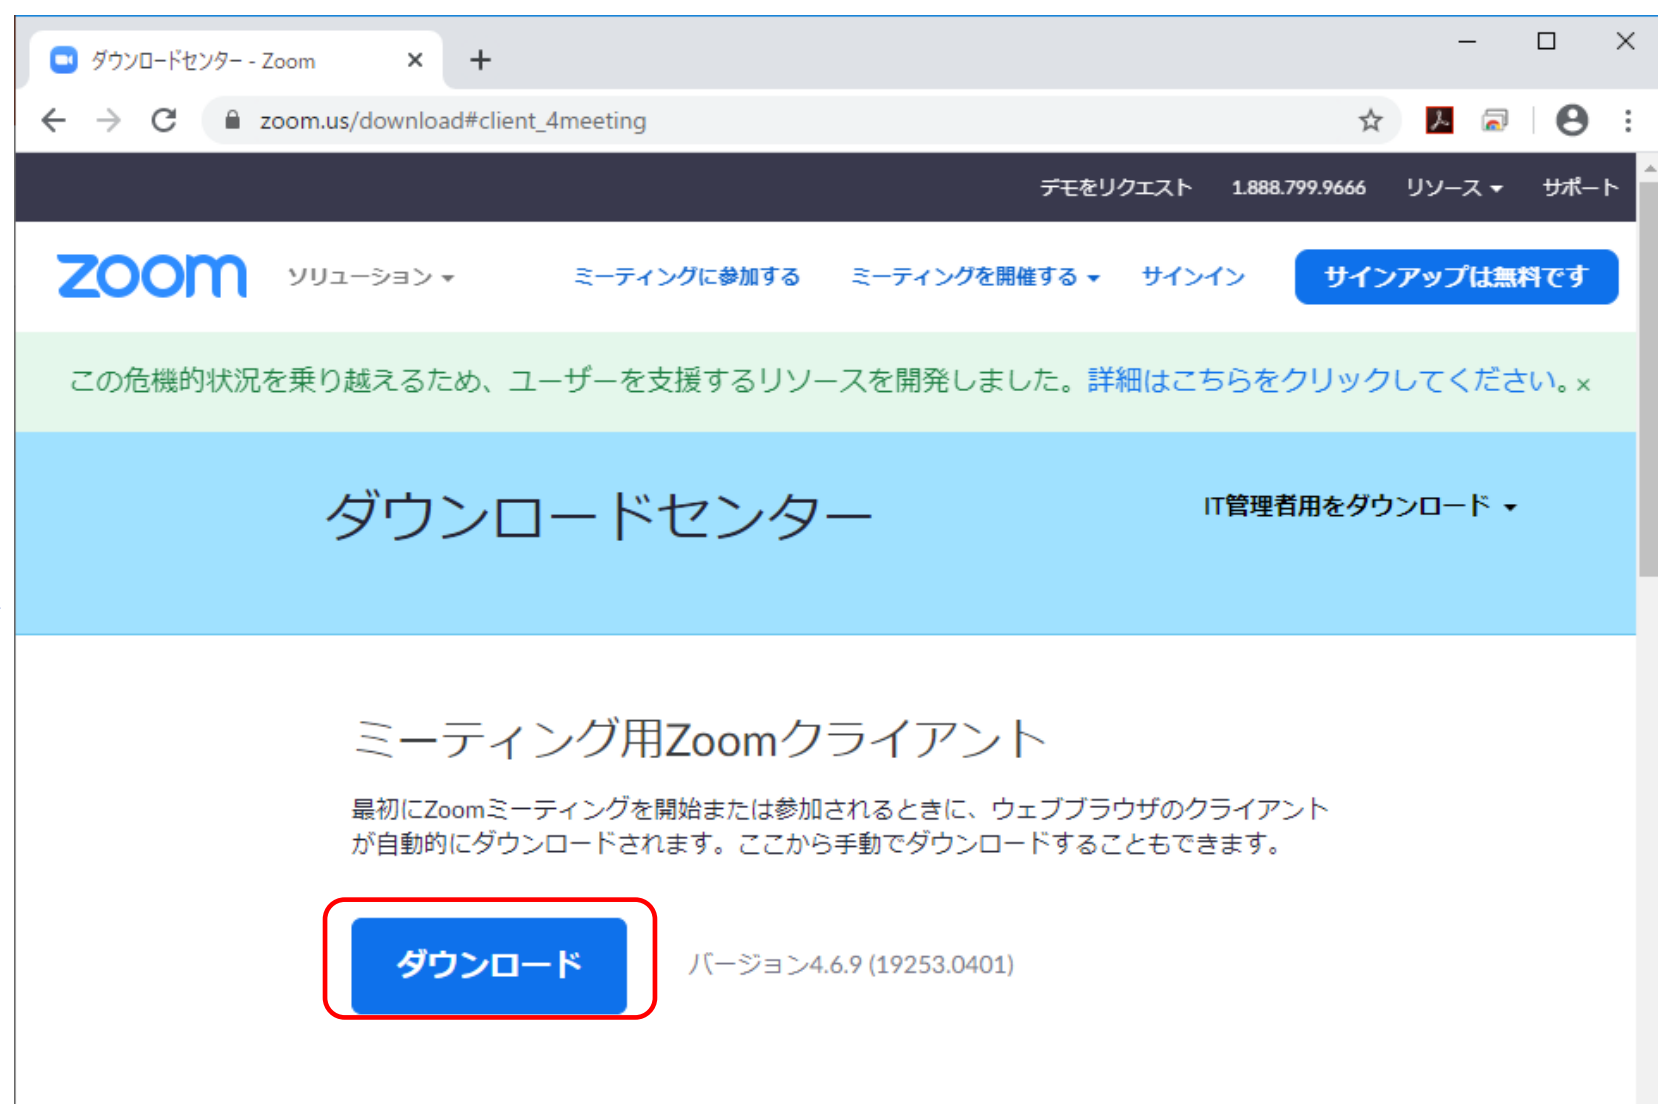 ダウンロードセンター - Zoom
zoom.us/download#client_4meeting
デモをリクエスト 1.888.799.9666 リソース サポート
zoom ソリューション ミーティングに参加する ミーティングを開催する サインイン サインアップは無料です
この危機的状況を乗り越えるため、ユーザーを支援するリソースを開発しました。詳細はこちらをクリックしてください。×
ダウンロードセンター
IT管理者用をダウンロード
ミーティング用Zoomクライアント
最初にZoomミーティングを開始または参加されるときに、ウェブブラウザのクライアント
が自動的にダウンロードされます。ここから手動でダウンロードすることもできます。
ダウンロード バージョン4.6.9 (19253.0401)